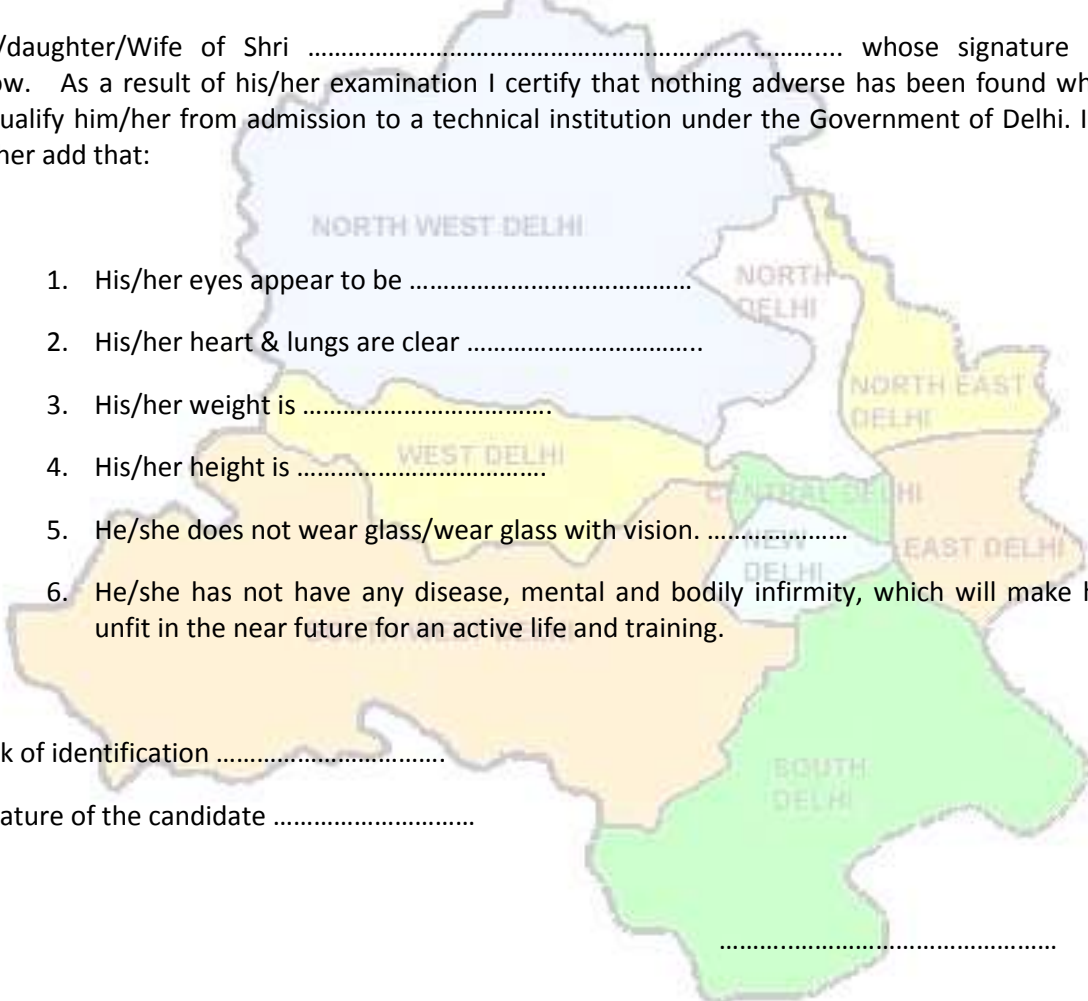 /daughter/Wife of Shri ………………………………………………………………………….. whose signature
ow. As a result of his/her examination I certify that nothing adverse has been found wh
ualify him/her from admission to a technical institution under the Government of Delhi. I
her add that:
NORTH WEST DELHI
1. His/her eyes appear to be ……………………………………
NORTH
DELHI
2. His/her heart & lungs are clear ……………………………..
NORTH EAST
DELHI
3. His/her weight is ……………………………….
WEST DELHI
4. His/her height is ……………………………….
CENTRAL DELHI
5. He/she does not wear glass/wear glass with vision. …………………
NEW
DELHI
EAST DELHI
6. He/she has not have any disease, mental and bodily infirmity, which will make h
unfit in the near future for an active life and training.
SOUTH WEST DELHI
k of identification …………………………….
SOUTH
DELHI
ature of the candidate …………………………
……………………………………………